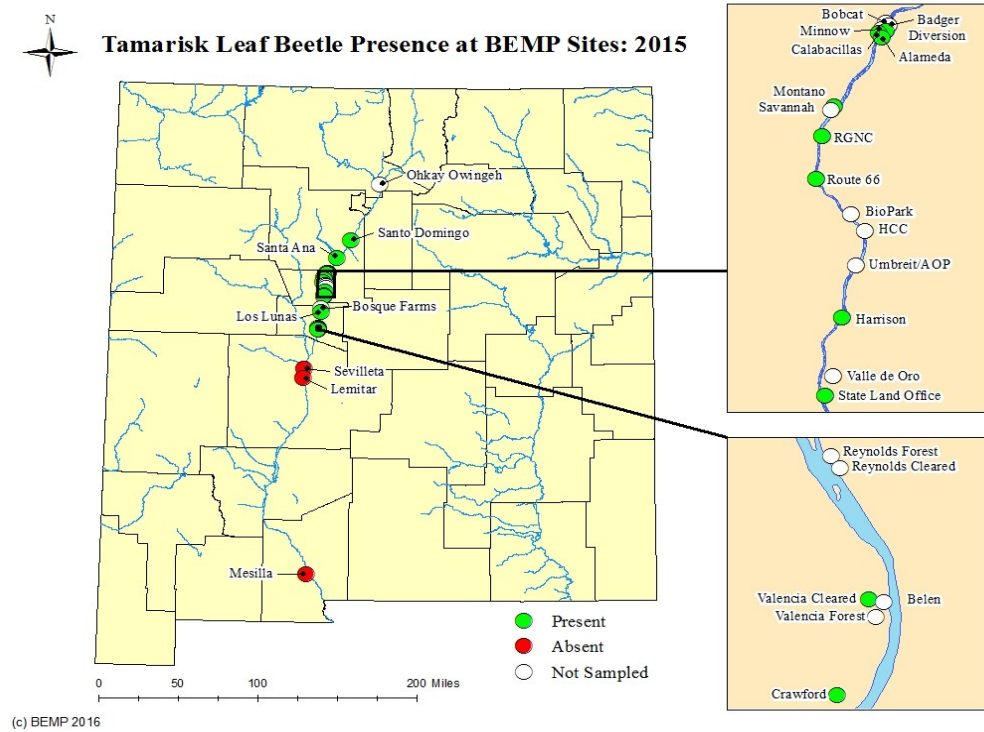 N
Tamarisk Leaf Beetle Presence at BEMP Sites: 2015
Ohkay Owingeh
Santo Domingo
Santa Ana
Bosque Farms
Los Lunas
Sevilleta
Lemitar
Mesilla
Present
Absent
Not Sampled
0 50 100 200 Miles
(c) BEMP 2016
Bobcat
Badger
Minnow
Diversion
Calabacillas
Alameda
Montano
Savannah
RGNC
Route 66
BioPark
HCC
Umbreit/AOP
Harrison
Valle de Oro
State Land Office
Reynolds Forest
Reynolds Cleared
Valencia Cleared
Belen
Valencia Forest
Crawford